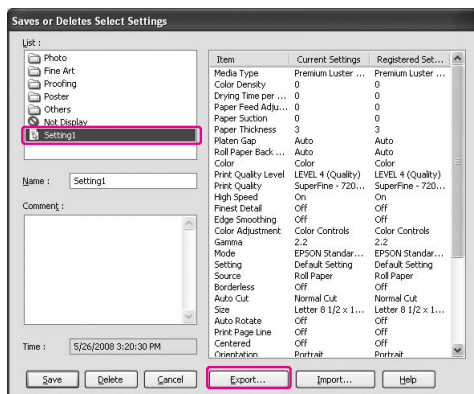 Saves or Deletes Select Settings
List :
Photo
Fine Art
Proofing
Poster
Others
Not Display
Setting1
Name : Setting1
Comment :
Time : 5/26/2008 3:20:30 PM
Item Current Settings Registered Set...
Media Type Premium Luster ... Premium Luster ...
Color Density 0 0
Drying Time per ... 0 0
Paper Feed Adju... 0 0
Paper Suction 0 0
Paper Thickness 3 3
Platen Gap Auto Auto
Roll Paper Back ... Auto Auto
Color Color Color
Print Quality Level LEVEL 4 (Quality) LEVEL 4 (Quality)
Print Quality SuperFine - 720... SuperFine - 720...
High Speed On On
Finest Detail Off Off
Edge Smoothing Off Off
Color Adjustment Color Controls Color Controls
Gamma 2.2 2.2
Mode EPSON Standar... EPSON Standar...
Setting Default Setting Default Setting
Source Roll Paper Roll Paper
Borderless Off Off
Auto Cut Normal Cut Normal Cut
Size Letter 8 1/2 x 1... Letter 8 1/2 x 1...
Auto Rotate Off Off
Print Page Line Off Off
Centered Off Off
Orientation Portrait Portrait
Save Delete Cancel Export... Import... Help